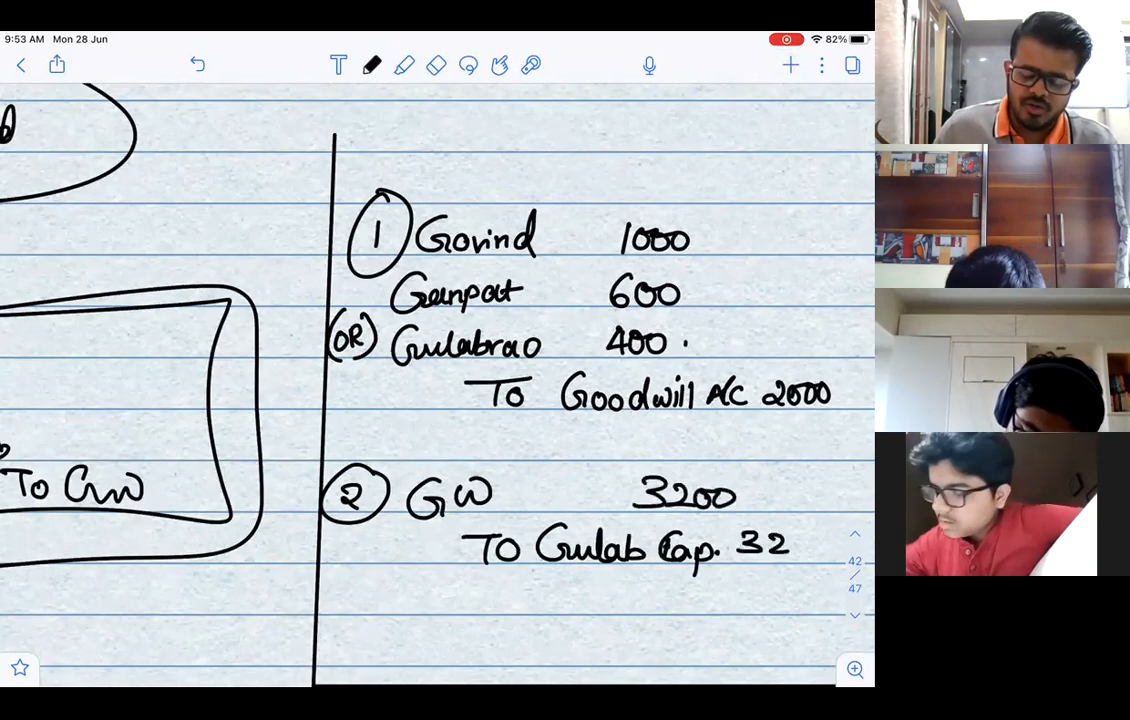 9:53 AM Mon 28 Jun
82%
① Govind 1000
Ganpat 600
(OR) Gulabrao 400 .
To Goodwill A/C 2000
To GW
② GW 3200
To Gulab Cap. 32
42
/
47